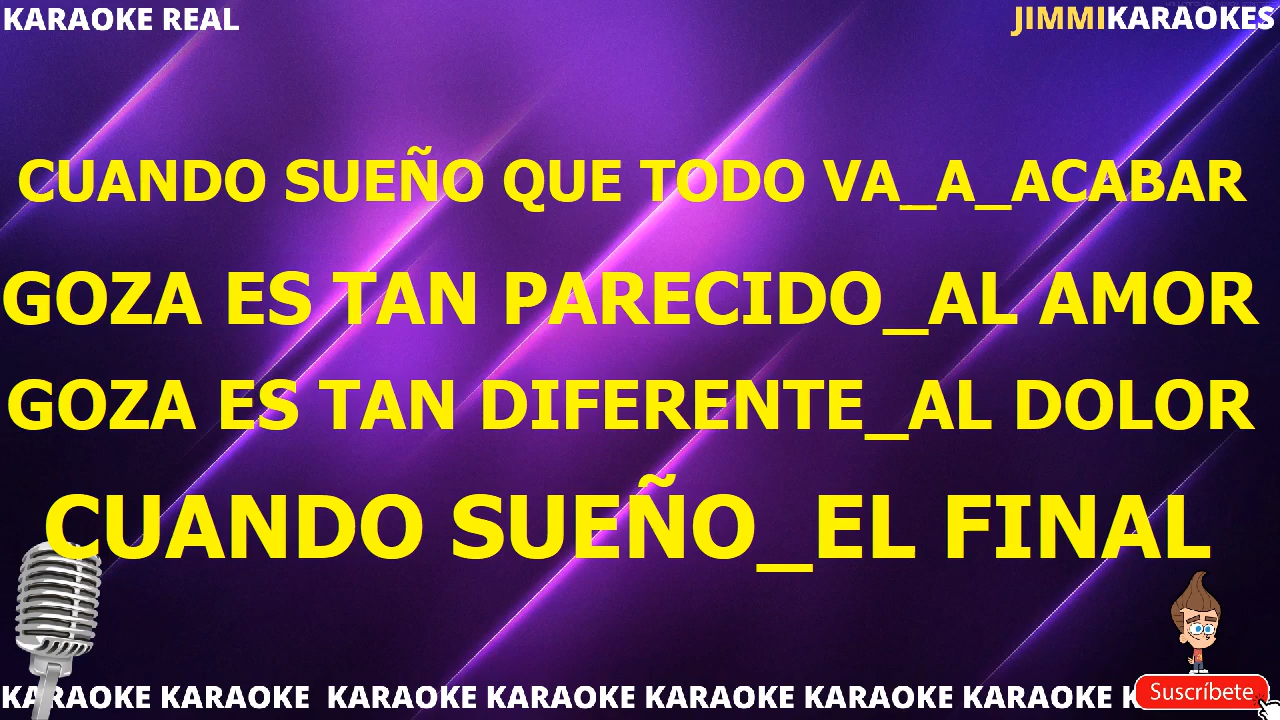 KARAOKE REAL
JIMMIKARAOKES
CUANDO SUEÑO QUE TODO VA_A_ACABAR
GOZA ES TAN PARECIDO_AL AMOR
GOZA ES TAN DIFERENTE_AL DOLOR
CUANDO SUEÑO_EL FINAL
KARAOKE KARAOKE KARAOKE KARAOKE KARAOKE KARAOKE KARAOKE K
Suscríbete